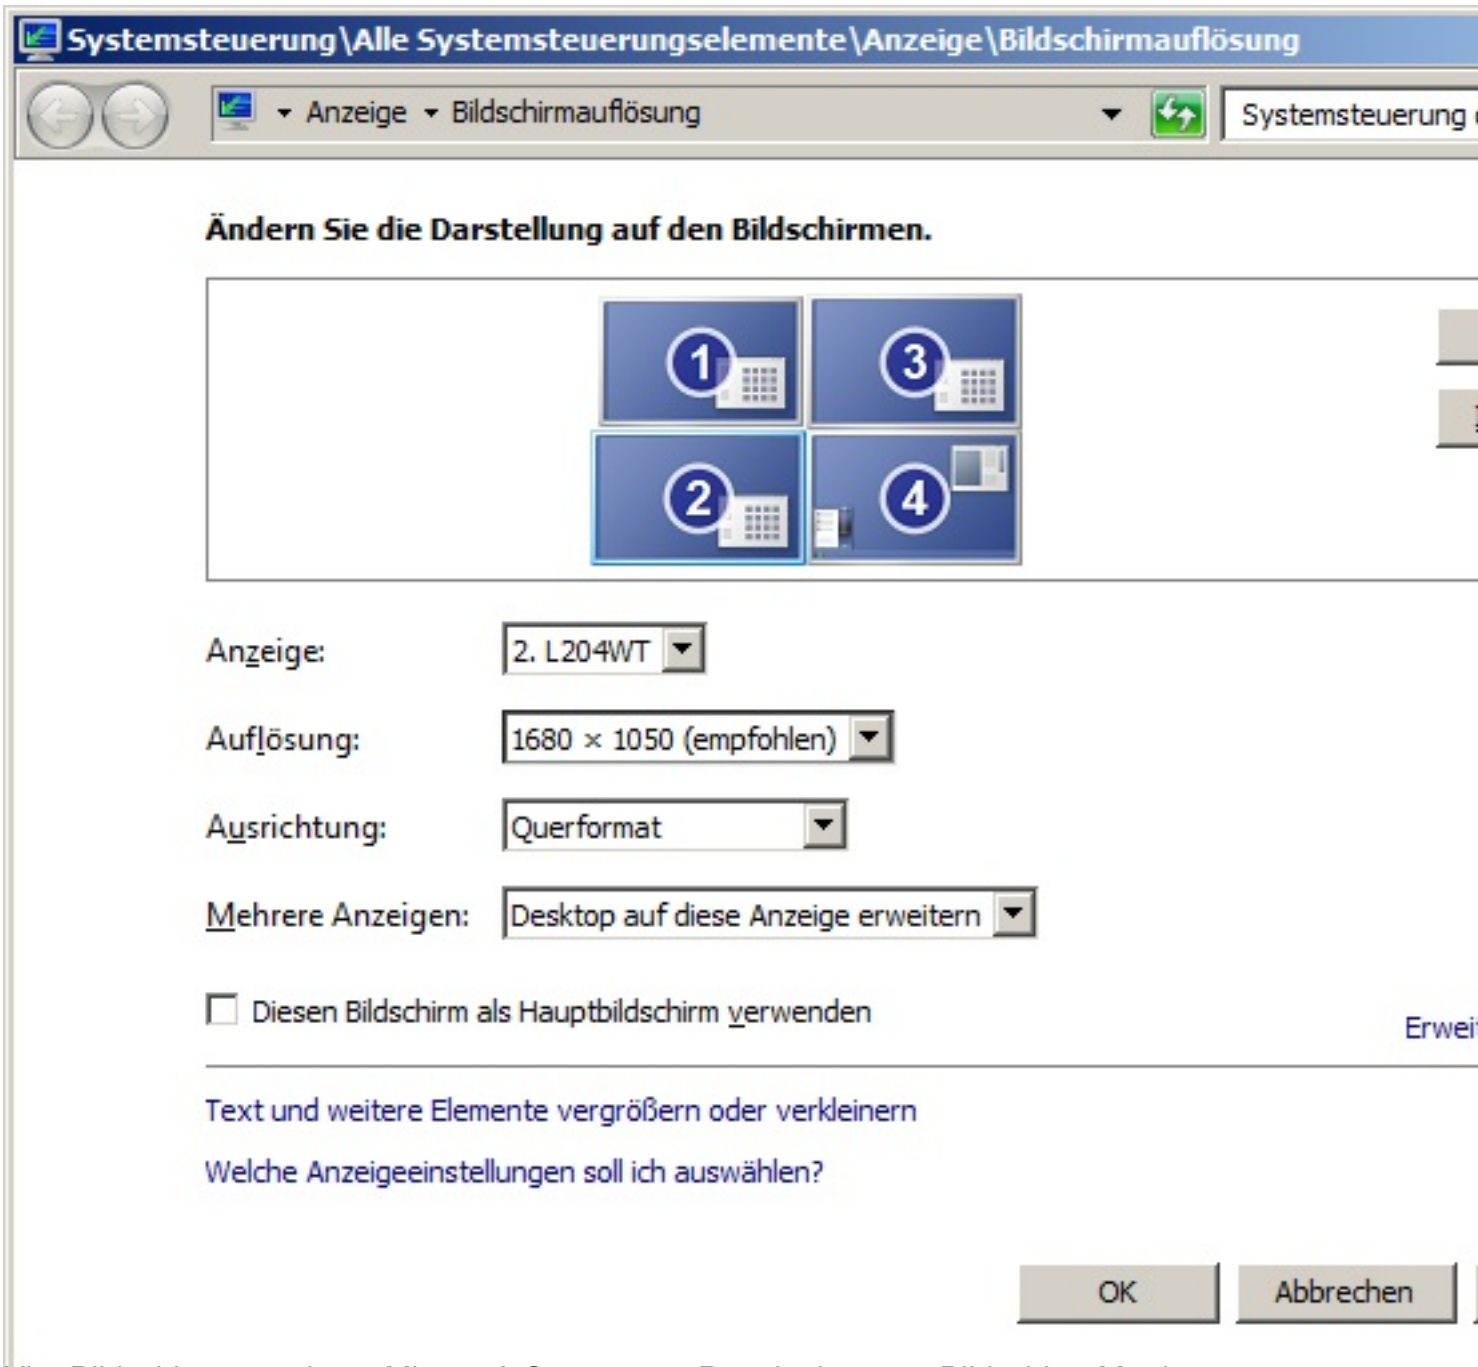 Systemsteuerung\Alle Systemsteuerungselemente\Anzeige\Bildschirmauflösung
Anzeige Bildschirmauflösung
Systemsteuerung
Ändern Sie die Darstellung auf den Bildschirmen.
1 3
2 4
Anzeige: 2. L204WT
Auflösung: 1680 × 1050 (empfohlen)
Ausrichtung: Querformat
Mehrere Anzeigen: Desktop auf diese Anzeige erweitern
Diesen Bildschirm als Hauptbildschirm verwenden
Erweit
Text und weitere Elemente vergrößern oder verkleinern
Welche Anzeigeeinstellungen soll ich auswählen?
OK Abbrechen